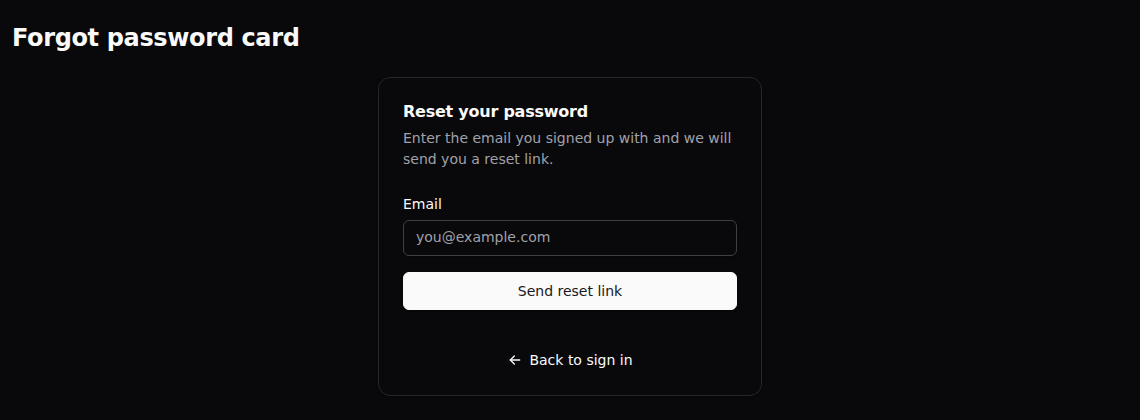 Forgot password card
Reset your password
Enter the email you signed up with and we will
send you a reset link.
Email
you@example.com
Send reset link
← Back to sign in